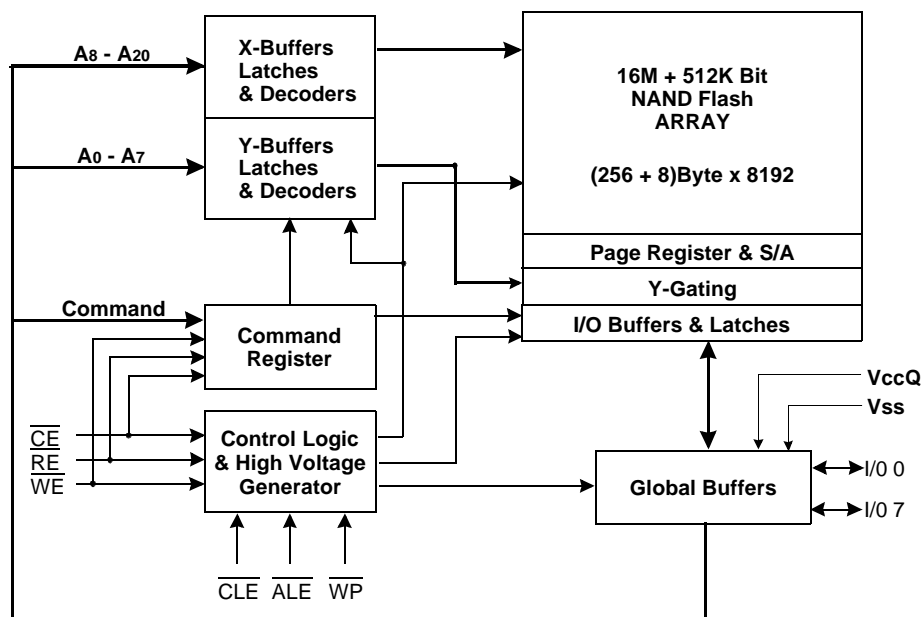 A8 - A20
X-Buffers
Latches
& Decoders
16M + 512K Bit
NAND Flash
ARRAY
(256 + 8)Byte x 8192
A0 - A7
Y-Buffers
Latches
& Decoders
Page Register & S/A
Y-Gating
I/O Buffers & Latches
Command
Command
Register
VccQ
Vss
CE
RE
WE
Control Logic
& High Voltage
Generator
Global Buffers
I/0 0
I/0 7
CLE
ALE
WP